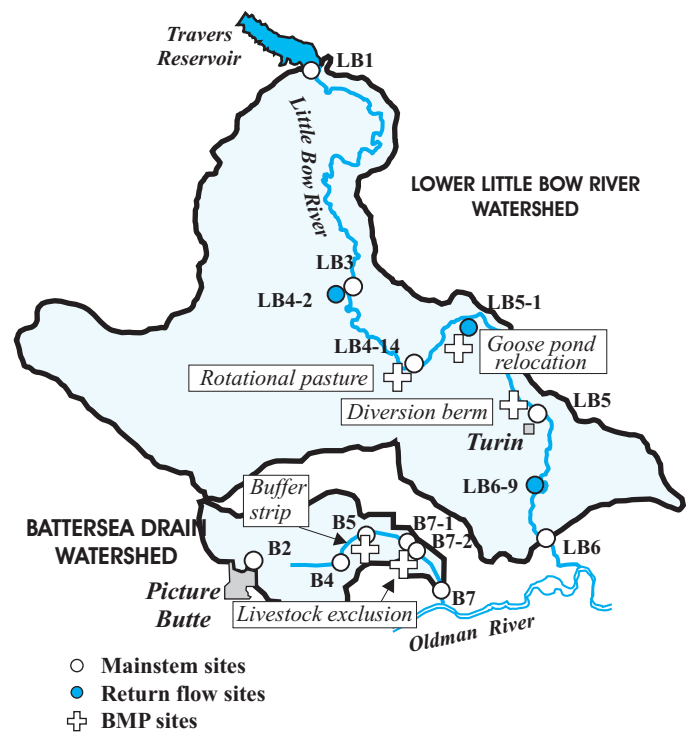 Travers
Reservoir
LB1
Little Bow River
LOWER LITTLE BOW RIVER
WATERSHED
LB3
LB4-2
LB5-1
LB4-14
Goose pond
relocation
Rotational pasture
Diversion berm
LB5
Turin
LB6-9
Buffer
strip
BATTERSEA DRAIN
WATERSHED
B5
B7-1
B7-2
B2
B4
LB6
Picture
Butte
Livestock exclusion
B7
Oldman River
Mainstem sites
Return flow sites
BMP sites